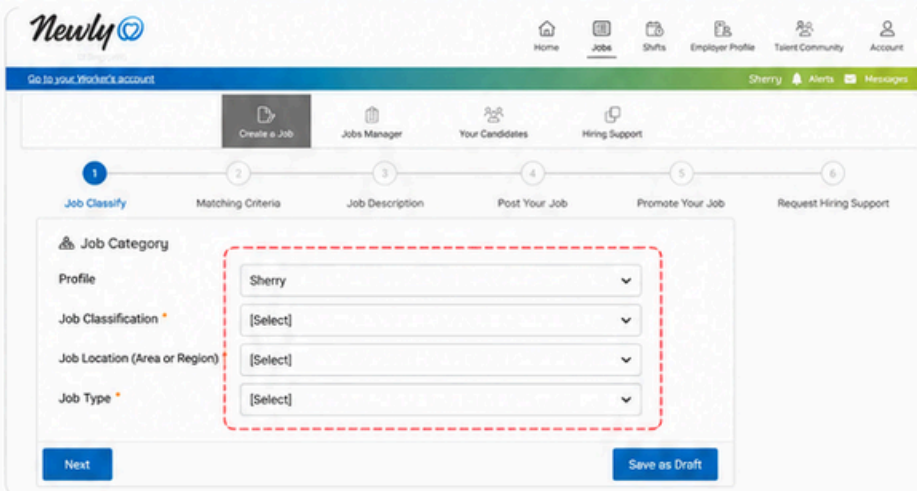 Newly
Home
Jobs
Shifts
Employer Profile
Talent Community
Account
Go to your Worker's account
Sherry
Alerts
Messages
Create a Job
Jobs Manager
Your Candidates
Hiring Support
1
2
3
4
5
6
Job Classify
Matching Criteria
Job Description
Post Your Job
Promote Your Job
Request Hiring Support
Job Category
Profile
Sherry
Job Classification *
[Select]
Job Location (Area or Region) *
[Select]
Job Type *
[Select]
Next
Save as Draft